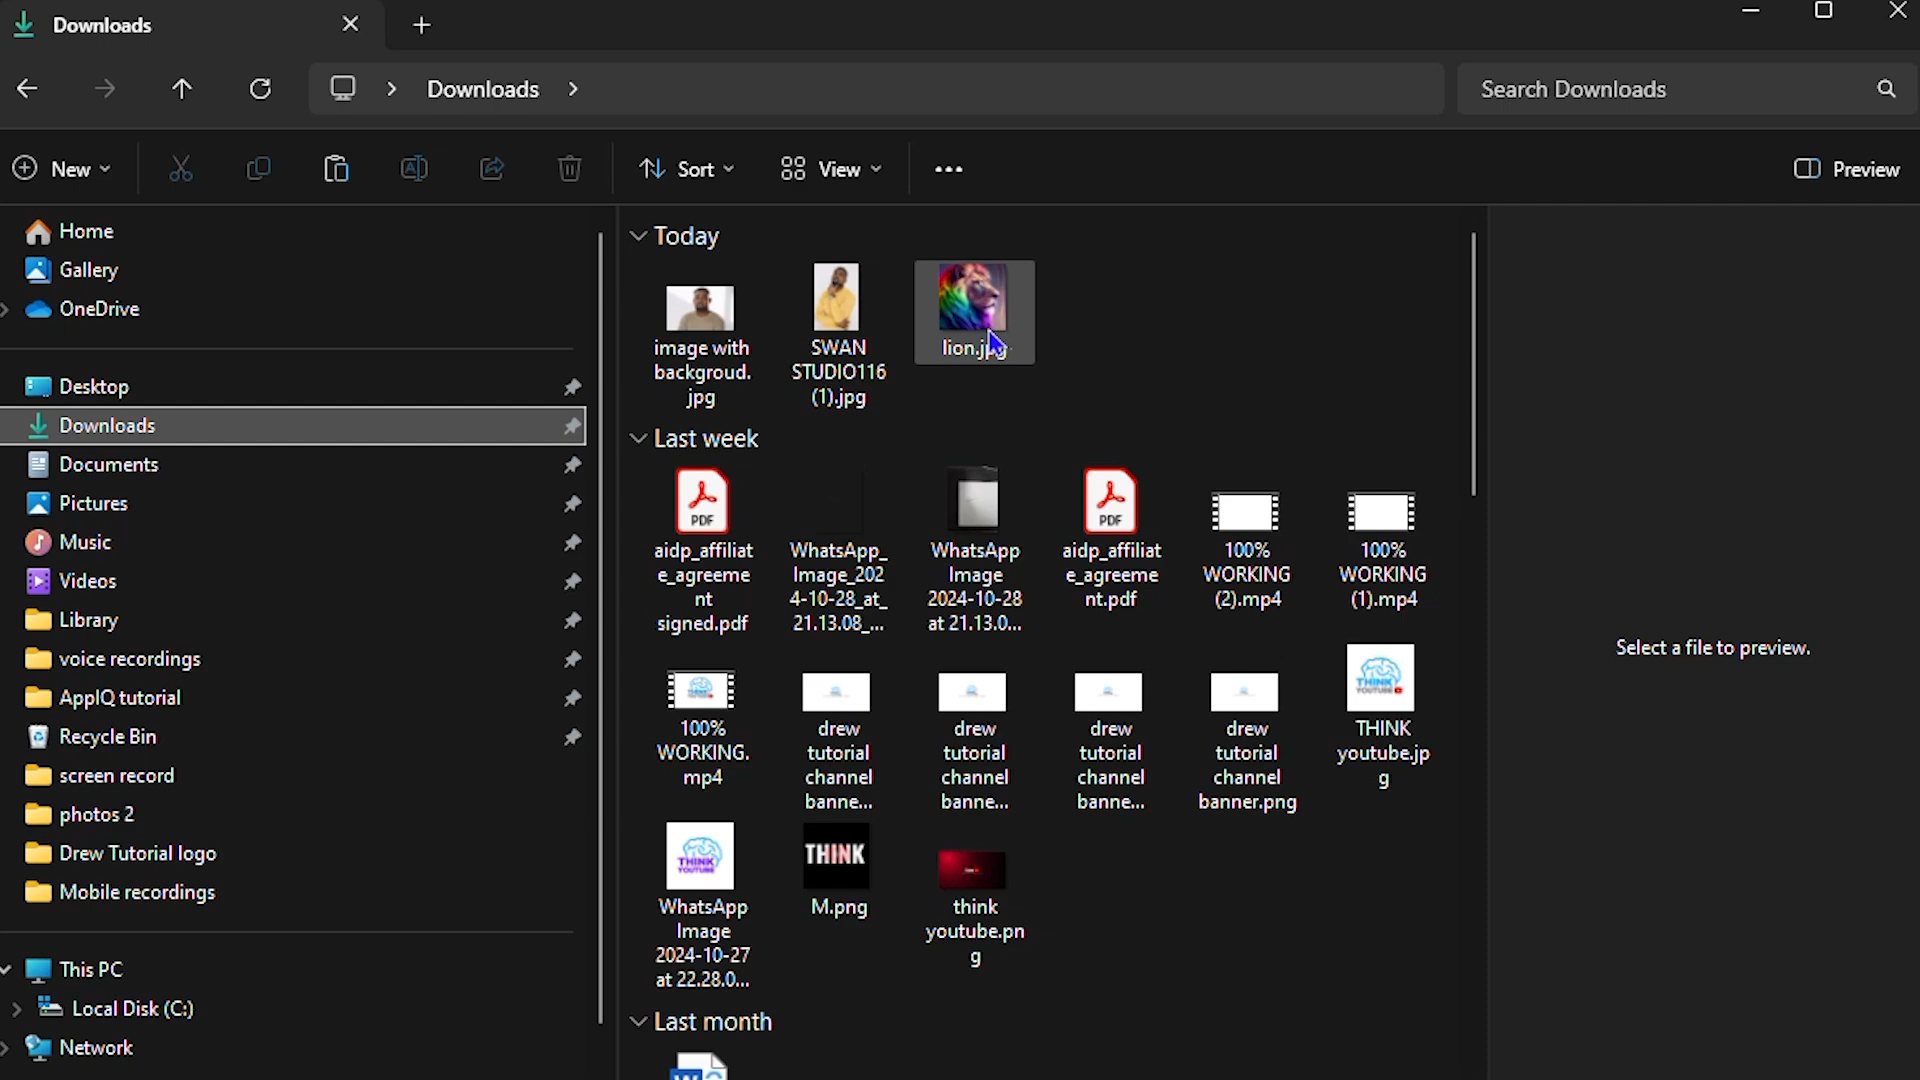 Downloads
Downloads
Search Downloads
New
Sort
View
Preview
Home
Gallery
OneDrive
Desktop
Downloads
Documents
Pictures
Music
Videos
Library
voice recordings
AppIQ tutorial
Recycle Bin
screen record
photos 2
Drew Tutorial logo
Mobile recordings
This PC
Local Disk (C:)
Network
Today
image with
backgroud.
jpg
SWAN
STUDIO116
(1).jpg
lion.jpg
Last week
PDF
aidp_affiliat
e_agreeme
nt
signed.pdf
WhatsApp_
Image_202
4-10-28_at_
21.13.08_...
WhatsApp
Image
2024-10-28
at 21.13.0...
PDF
aidp_affiliat
e_agreeme
nt.pdf
100%
WORKING
(2).mp4
100%
WORKING
(1).mp4
100%
WORKING.
mp4
drew
tutorial
channel
banne...
drew
tutorial
channel
banne...
drew
tutorial
channel
banne...
drew
tutorial
channel
banner.png
THINK
YOUTUBE
THINK
youtube.jp
g
THINK
YOUTUBE
WhatsApp
Image
2024-10-27
at 22.28.0...
THINK
M.png
think
youtube.pn
g
Last month
Select a file to preview.